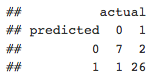 ##          actual
## predicted  0  1
##         0  7  2
##         1  1 26